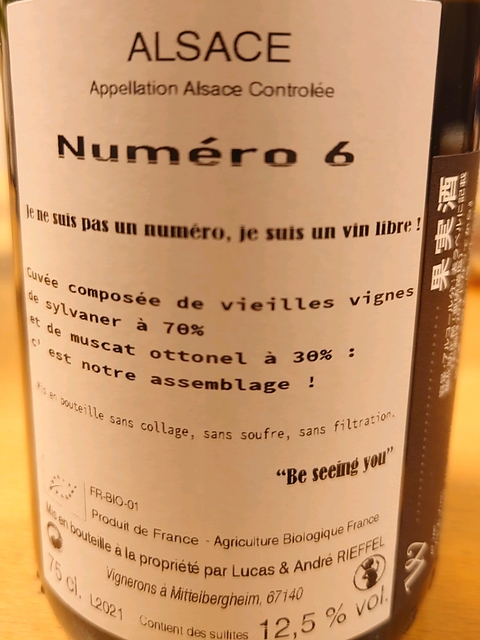 ALSACE
Appellation Alsace Controlée
Numéro 6
Je ne suis pas un numéro, je suis un vin libre !
Cuvée composée de vieilles vignes
de sylvaner à 70%
et de muscat ottonel à 30% :
c' est notre assemblage !
Mis en bouteille sans collage, sans soufre, sans filtration.
“Be seeing you”
FR-BIO-01
Produit de France - Agriculture Biologique France
Mis en bouteille à la propriété par Lucas & André RIEFFEL
Vignerons à Mittelbergheim, 67140
75 cl. L2021 Contient des sulfites 12,5 % vol.
果実酒